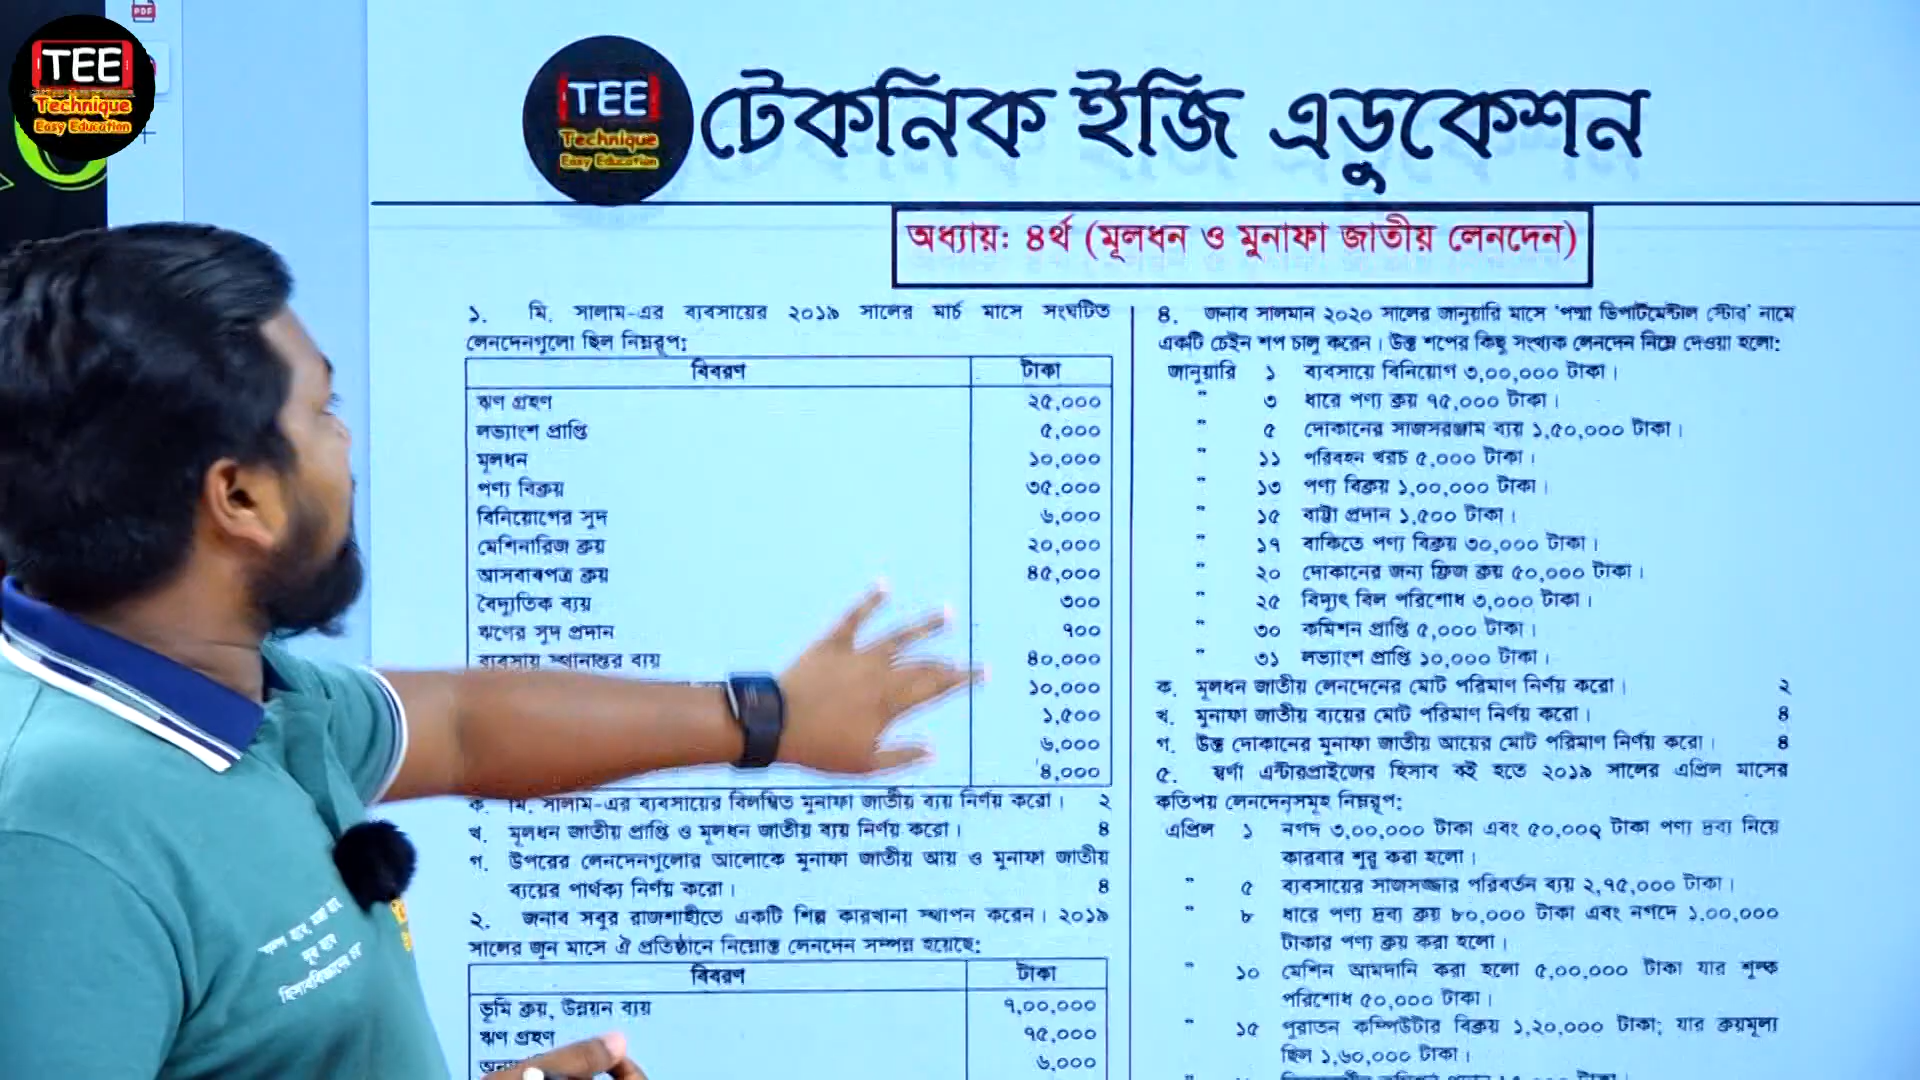 TEE
Technique
Easy Education
PDF
TEE
Technique
Easy Education
টেকনিক ইজি এডুকেশন
অধ্যায়: ৪র্থ (মূলধন ও মুনাফা জাতীয় লেনদেন)
১. মি. সালাম-এর ব্যবসায়ের ২০১৯ সালের মার্চ মাসে সংঘটিত
লেনদেনগুলো ছিল নিম্নরূপ:
বিবরণ টাকা
ঋণ গ্রহণ ২৫,০০০
লভ্যাংশ প্রাপ্তি ৫,০০০
মূলধন ১০,০০০
পণ্য বিক্রয় ৩৫,০০০
বিনিয়োগের সুদ ৬,০০০
মেশিনারিজ ক্রয় ২০,০০০
আসবাবপত্র ক্রয় ৪৫,০০০
বৈদ্যুতিক ব্যয় ৩০০
ঋণের সুদ প্রদান ৭০০
ব্যবসায় স্থানান্তর ব্যয় ৪০,০০০
১০,০০০
১,৫০০
৬,০০০
৪,০০০
ক. মি. সালাম-এর ব্যবসায়ের বিলম্বিত মুনাফা জাতীয় ব্যয় নির্ণয় করো। ২
খ. মূলধন জাতীয় প্রাপ্তি ও মূলধন জাতীয় ব্যয় নির্ণয় করো। ৪
গ. উপরের লেনদেনগুলোর আলোকে মুনাফা জাতীয় আয় ও মুনাফা জাতীয়
ব্যয়ের পার্থক্য নির্ণয় করো। ৪
২. জনাব সবুর রাজশাহীতে একটি শিল্প কারখানা স্থাপন করেন। ২০১৯
সালের জুন মাসে ঐ প্রতিষ্ঠানে নিম্নোক্ত লেনদেন সম্পন্ন হয়েছে:
বিবরণ টাকা
ভূমি ক্রয়, উন্নয়ন ব্যয় ৭,০০,০০০
ঋণ গ্রহণ ৭৫,০০০
৬,০০০
৪. জনাব সালমান ২০২০ সালের জানুয়ারি মাসে 'পদ্মা ডিপার্টমেন্টাল স্টোর' নামে
একটি চেইন শপ চালু করেন। উক্ত শপের কিছু সংখ্যক লেনদেন নিম্নে দেওয়া হলো:
জানুয়ারি ১ ব্যবসায়ে বিনিয়োগ ৩,০০,০০০ টাকা।
" ৩ ধারে পণ্য ক্রয় ৭৫,০০০ টাকা।
" ৫ দোকানের সাজসরঞ্জাম ব্যয় ১,৫০,০০০ টাকা।
" ১১ পরিবহন খরচ ৫,০০০ টাকা।
" ১৩ পণ্য বিক্রয় ১,০০,০০০ টাকা।
" ১৫ বাট্টা প্রদান ১,৫০০ টাকা।
" ১৭ বাকিতে পণ্য বিক্রয় ৩০,০০০ টাকা।
" ২০ দোকানের জন্য ফ্রিজ ক্রয় ৫০,০০০ টাকা।
" ২৫ বিদ্যুৎ বিল পরিশোধ ৩,০০০ টাকা।
" ৩০ কমিশন প্রাপ্তি ৫,০০০ টাকা।
" ৩১ লভ্যাংশ প্রাপ্তি ১০,০০০ টাকা।
ক. মূলধন জাতীয় লেনদেনের মোট পরিমাণ নির্ণয় করো। ২
খ. মুনাফা জাতীয় ব্যয়ের মোট পরিমাণ নির্ণয় করো। ৪
গ. উক্ত দোকানের মুনাফা জাতীয় আয়ের মোট পরিমাণ নির্ণয় করো। ৪
৫. স্বর্ণা এন্টারপ্রাইজের হিসাব বই হতে ২০১৯ সালের এপ্রিল মাসের
কতিপয় লেনদেনসমূহ নিম্নরূপ:
এপ্রিল ১ নগদ ৩,০০,০০০ টাকা এবং ৫০,০০০ টাকা পণ্য দ্রব্য নিয়ে
কারবার শুরু করা হলো।
" ৫ ব্যবসায়ের সাজসজ্জার পরিবর্তন ব্যয় ২,৭৫,০০০ টাকা।
" ৮ ধারে পণ্য দ্রব্য ক্রয় ৮০,০০০ টাকা এবং নগদে ১,০০,০০০
টাকার পণ্য ক্রয় করা হলো।
" ১০ মেশিন আমদানি করা হলো ৫,০০,০০০ টাকা যার শুল্ক
পরিশোধ ৫০,০০০ টাকা।
" ১৫ পুরাতন কম্পিউটার বিক্রয় ১,২০,০০০ টাকা; যার ক্রয়মূল্য
ছিল ১,৬০,০০০ টাকা।